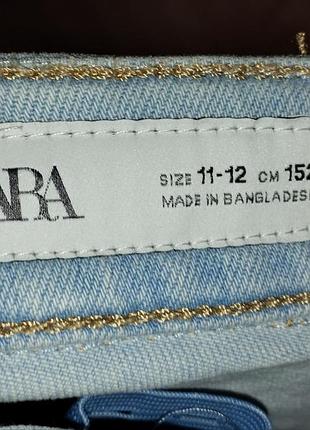 ARA
SIZE 11-12 CM 152
MADE IN BANGLADES